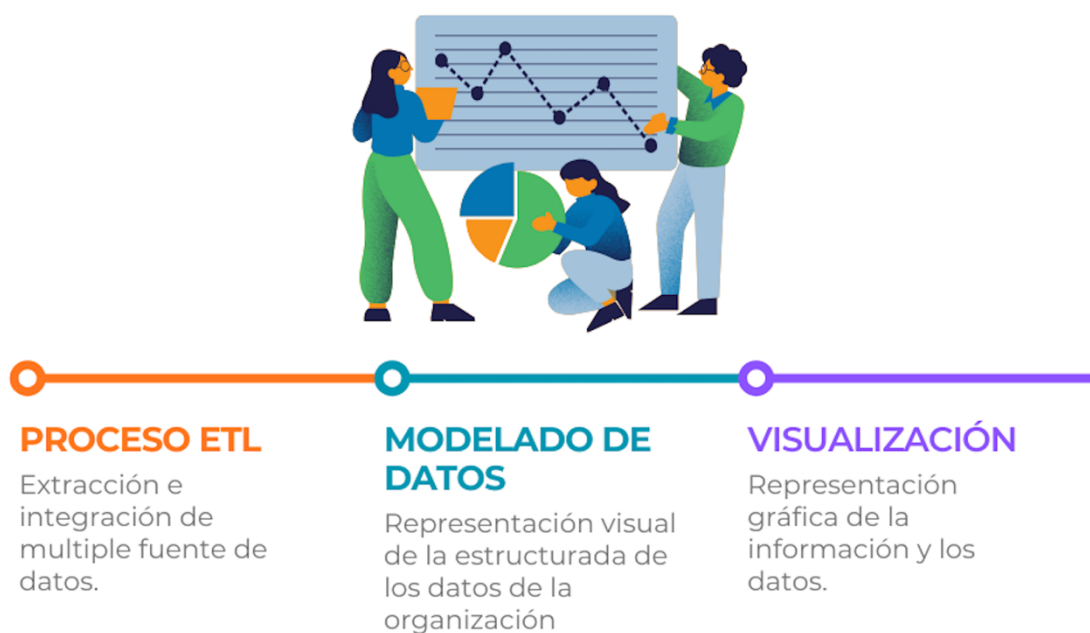 PROCESO ETL
Extracción e
integración de
multiple fuente de
datos.
MODELADO DE
DATOS
Representación visual
de la estructurada de
los datos de la
organización
VISUALIZACIÓN
Representación
gráfica de la
información y los
datos.